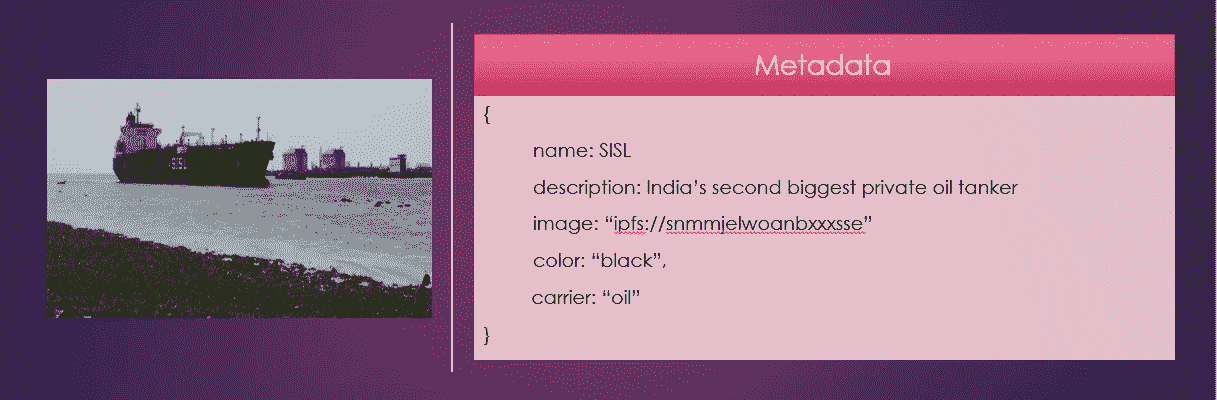 SISL
Metadata
{
name: SISL
description: India’s second biggest private oil tanker
image: “ipfs://snmmjelwoanbxxxsse”
color: “black”,
carrier: “oil”
}